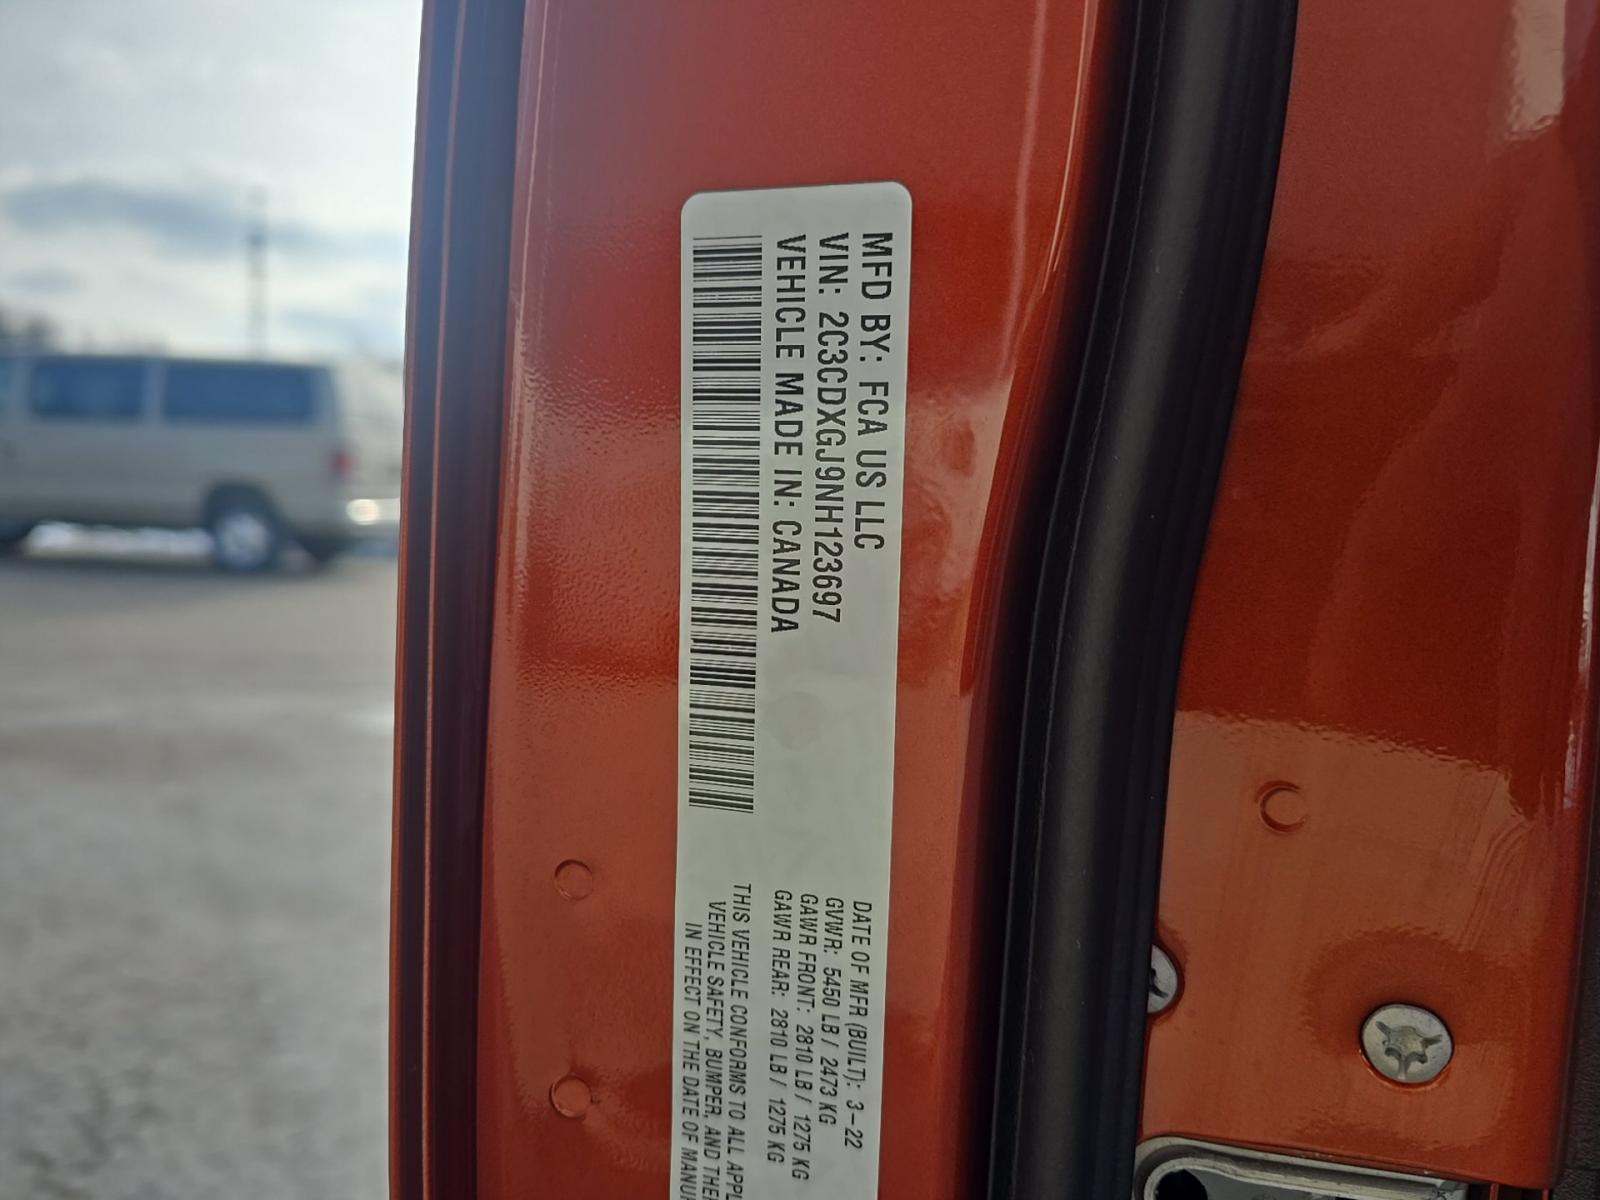 MFD BY: FCA US LLC
VIN: 2C3CDXGJ9NH123697
VEHICLE MADE IN: CANADA
DATE OF MFR (BUILT): 3-22
GVWR: 5450 LB / 2473 KG
GAWR FRONT: 2810 LB / 1275 KG
GAWR REAR: 2810 LB / 1275 KG
THIS VEHICLE CONFORMS TO ALL APPL
VEHICLE SAFETY, BUMPER, AND THE
IN EFFECT ON THE DATE OF MANU